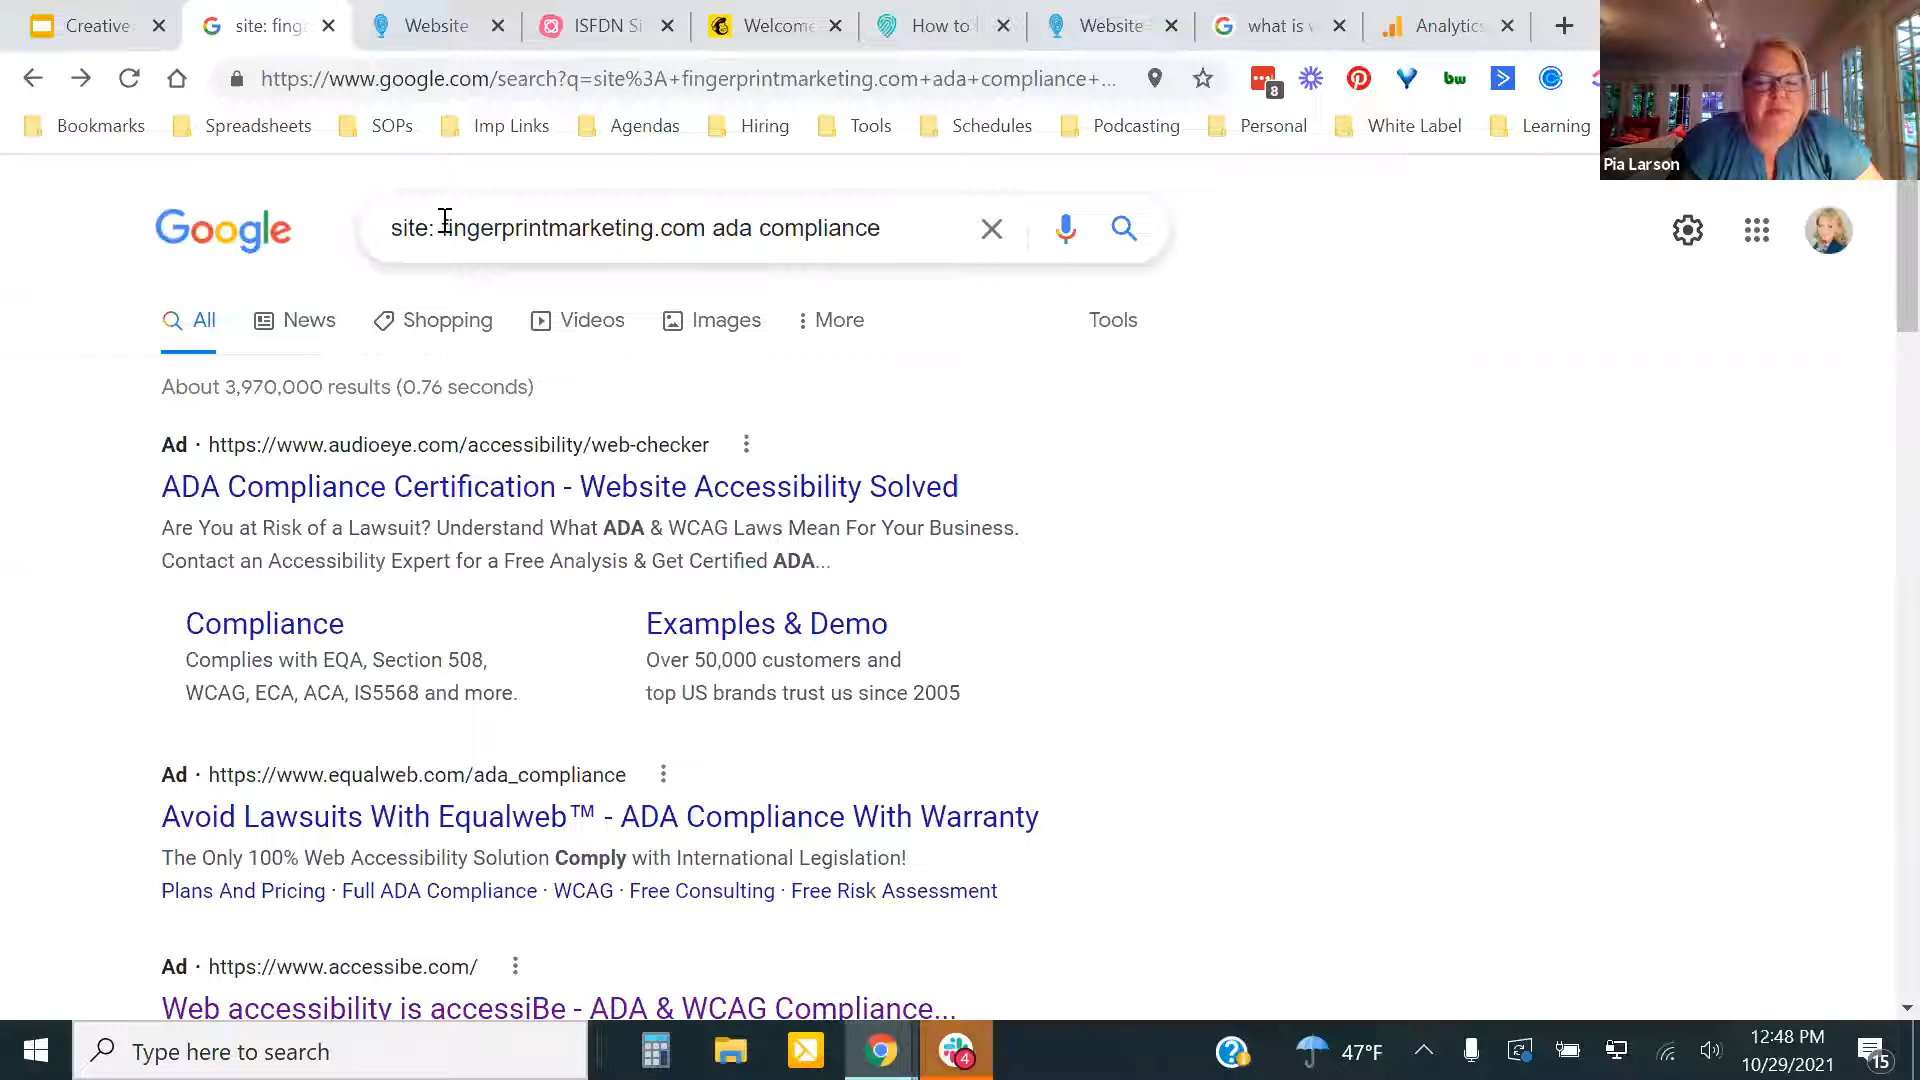 Creative
site: finge
Website
ISFDN Si
Welcome
How to
Website
what is
Analytics
https://www.google.com/search?q=site%3A+fingerprintmarketing.com+ada+compliance+...
8
bw
Bookmarks
Spreadsheets
SOPs
Imp Links
Agendas
Hiring
Tools
Schedules
Podcasting
Personal
White Label
Learning
Pia Larson
Google
site: fingerprintmarketing.com ada compliance
All
News
Shopping
Videos
Images
More
Tools
About 3,970,000 results (0.76 seconds)
Ad · https://www.audioeye.com/accessibility/web-checker
ADA Compliance Certification - Website Accessibility Solved
Are You at Risk of a Lawsuit? Understand What ADA & WCAG Laws Mean For Your Business.
Contact an Accessibility Expert for a Free Analysis & Get Certified ADA...
Compliance
Complies with EQA, Section 508,
WCAG, ECA, ACA, IS5568 and more.
Examples & Demo
Over 50,000 customers and
top US brands trust us since 2005
Ad · https://www.equalweb.com/ada_compliance
Avoid Lawsuits With Equalweb™ - ADA Compliance With Warranty
The Only 100% Web Accessibility Solution Comply with International Legislation!
Plans And Pricing · Full ADA Compliance · WCAG · Free Consulting · Free Risk Assessment
Ad · https://www.accessibe.com/
Web accessibility is accessiBe - ADA & WCAG Compliance...
Type here to search
4
47°F
12:48 PM
10/29/2021
15